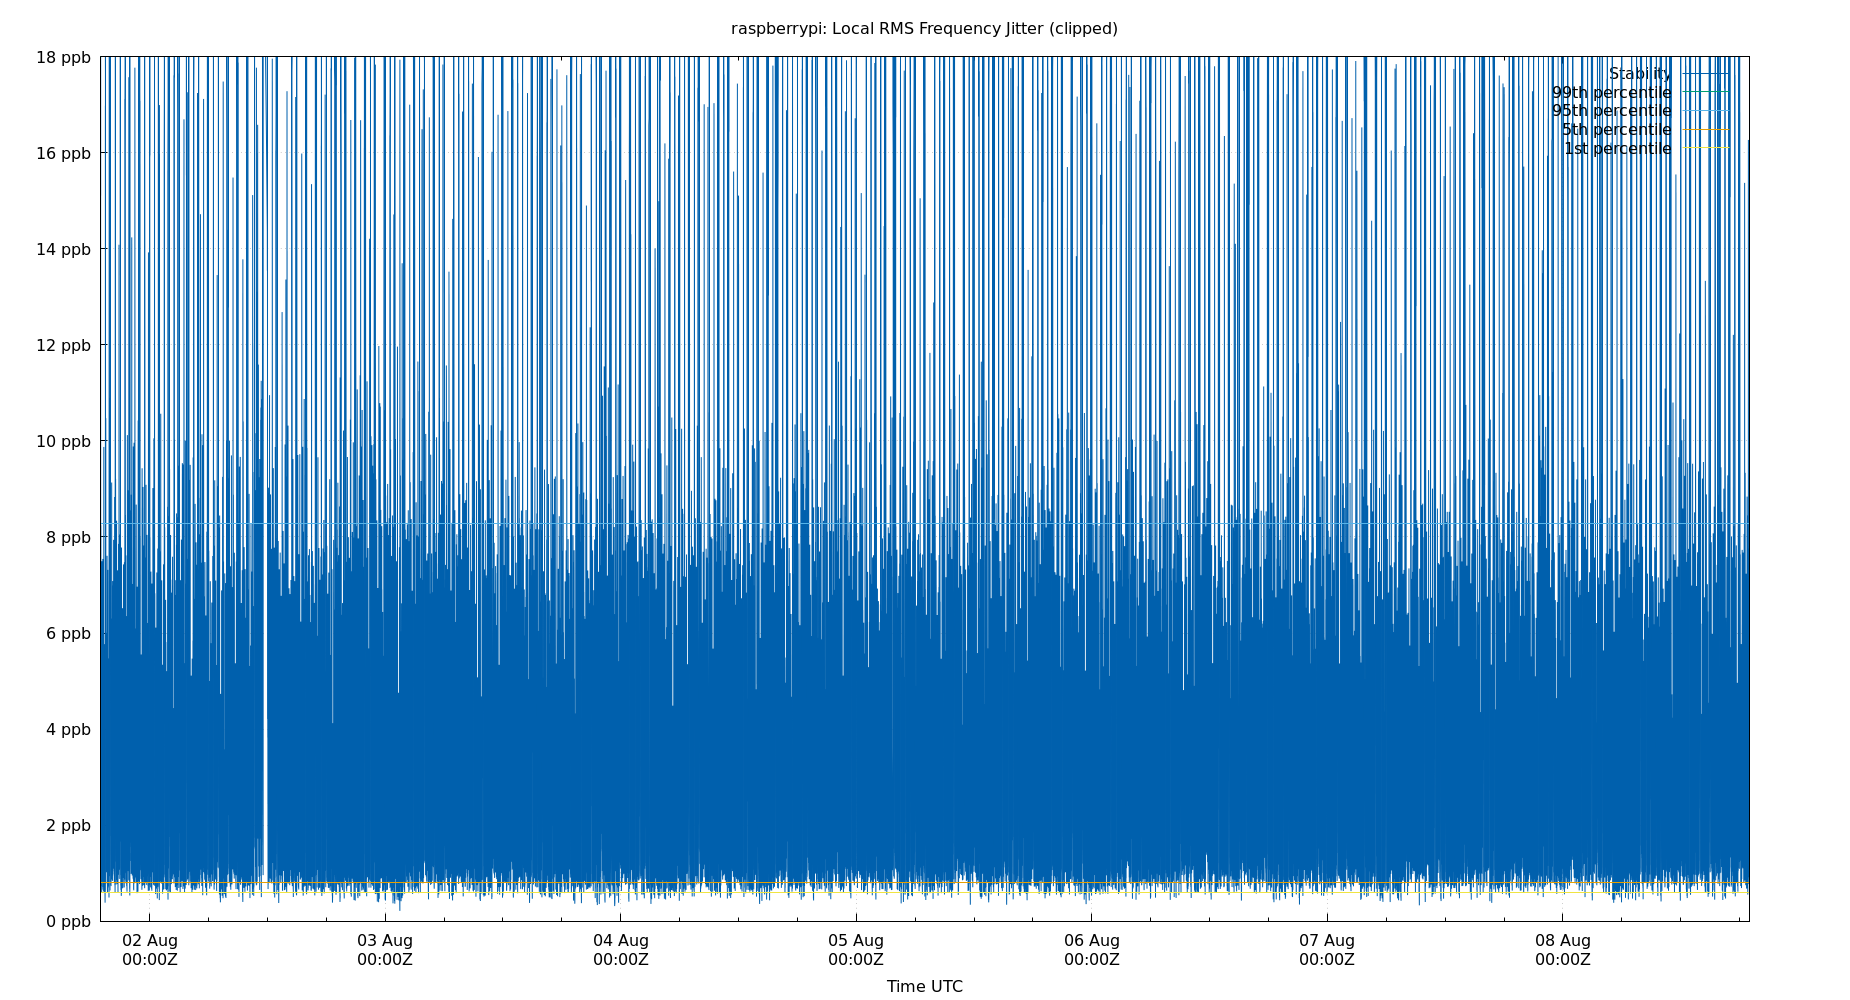 raspberrypi: Local RMS Frequency Jitter (clipped)
18 ppb
16 ppb
14 ppb
12 ppb
10 ppb
8 ppb
6 ppb
4 ppb
2 ppb
0 ppb
Stability
99th percentile
95th percentile
5th percentile
1st percentile
02 Aug 03 Aug 04 Aug 05 Aug 06 Aug 07 Aug 08 Aug
00:00Z 00:00Z 00:00Z 00:00Z 00:00Z 00:00Z 00:00Z
Time UTC